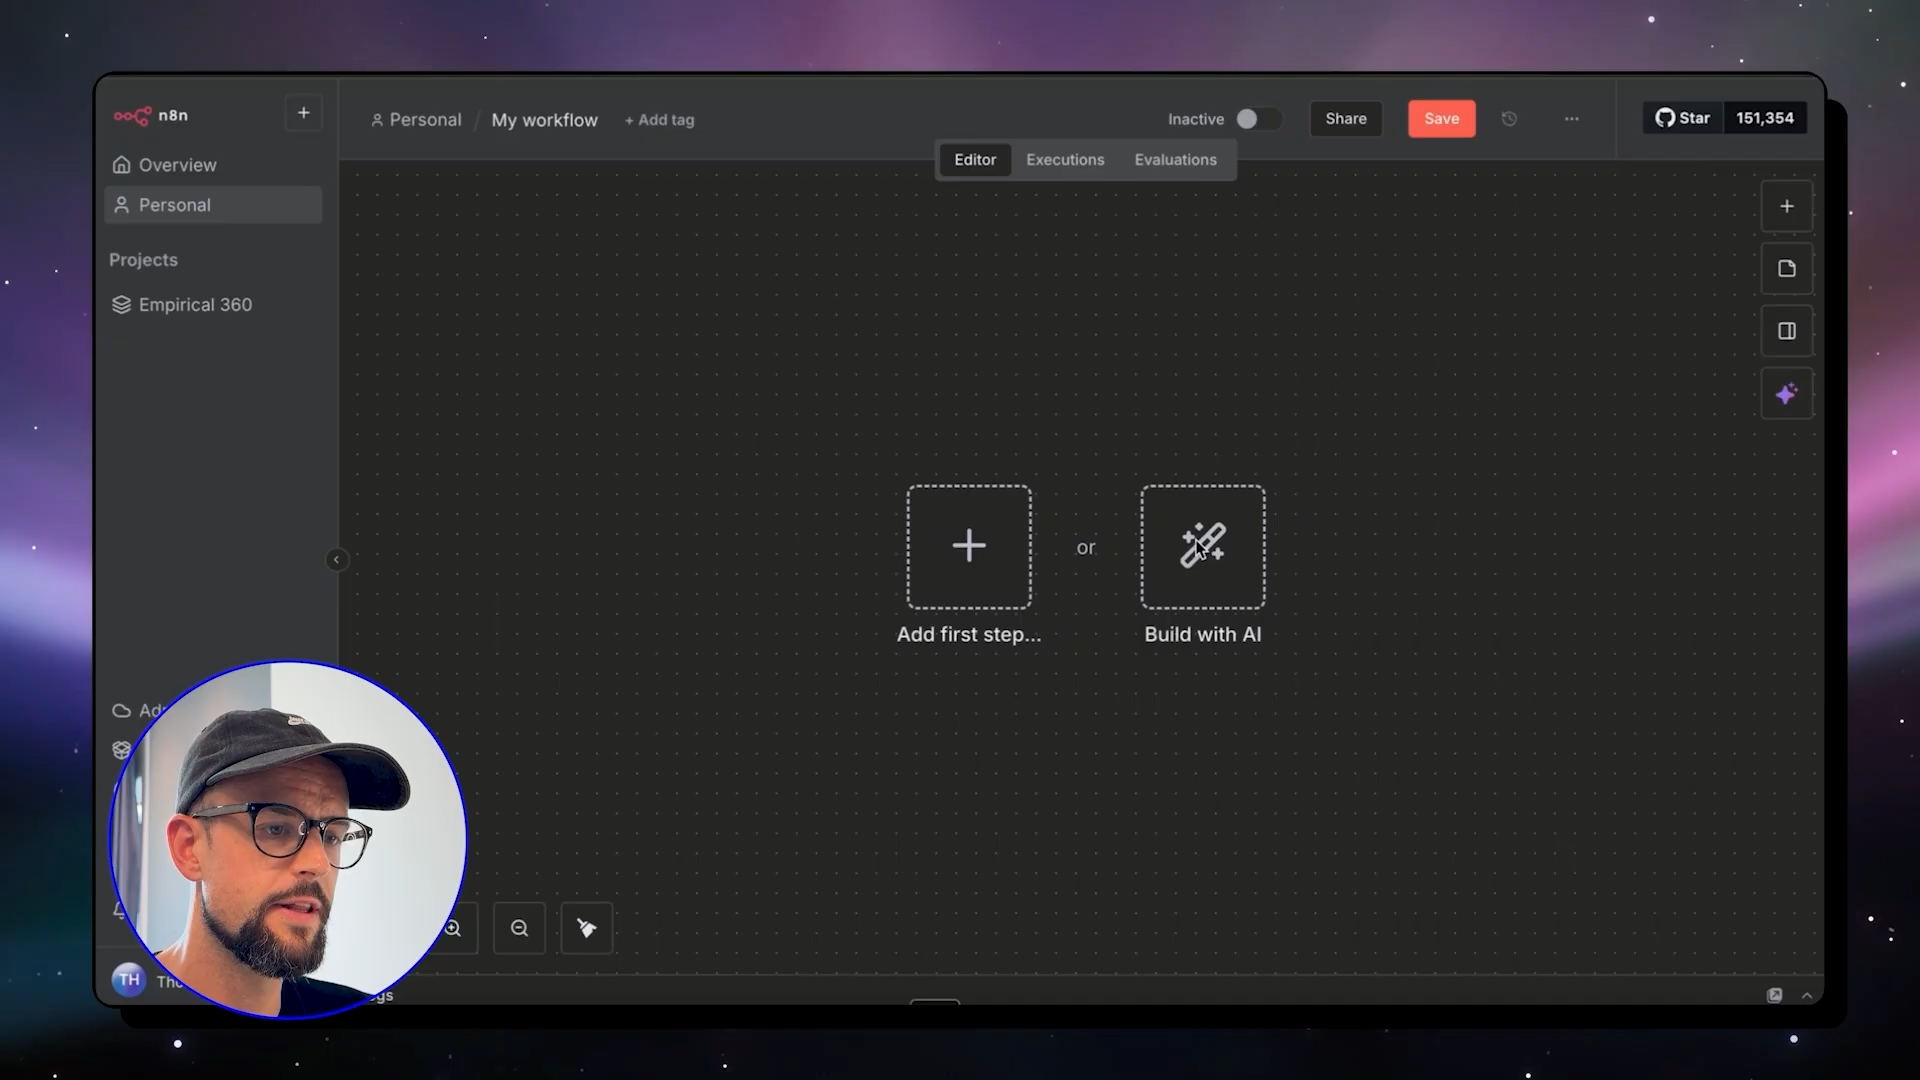 n8n
Personal / My workflow + Add tag
Inactive
Share
Save
Star 151,354
Editor Executions Evaluations
Overview
Personal
Projects
Empirical 360
Add first step...
or
Build with AI
TH